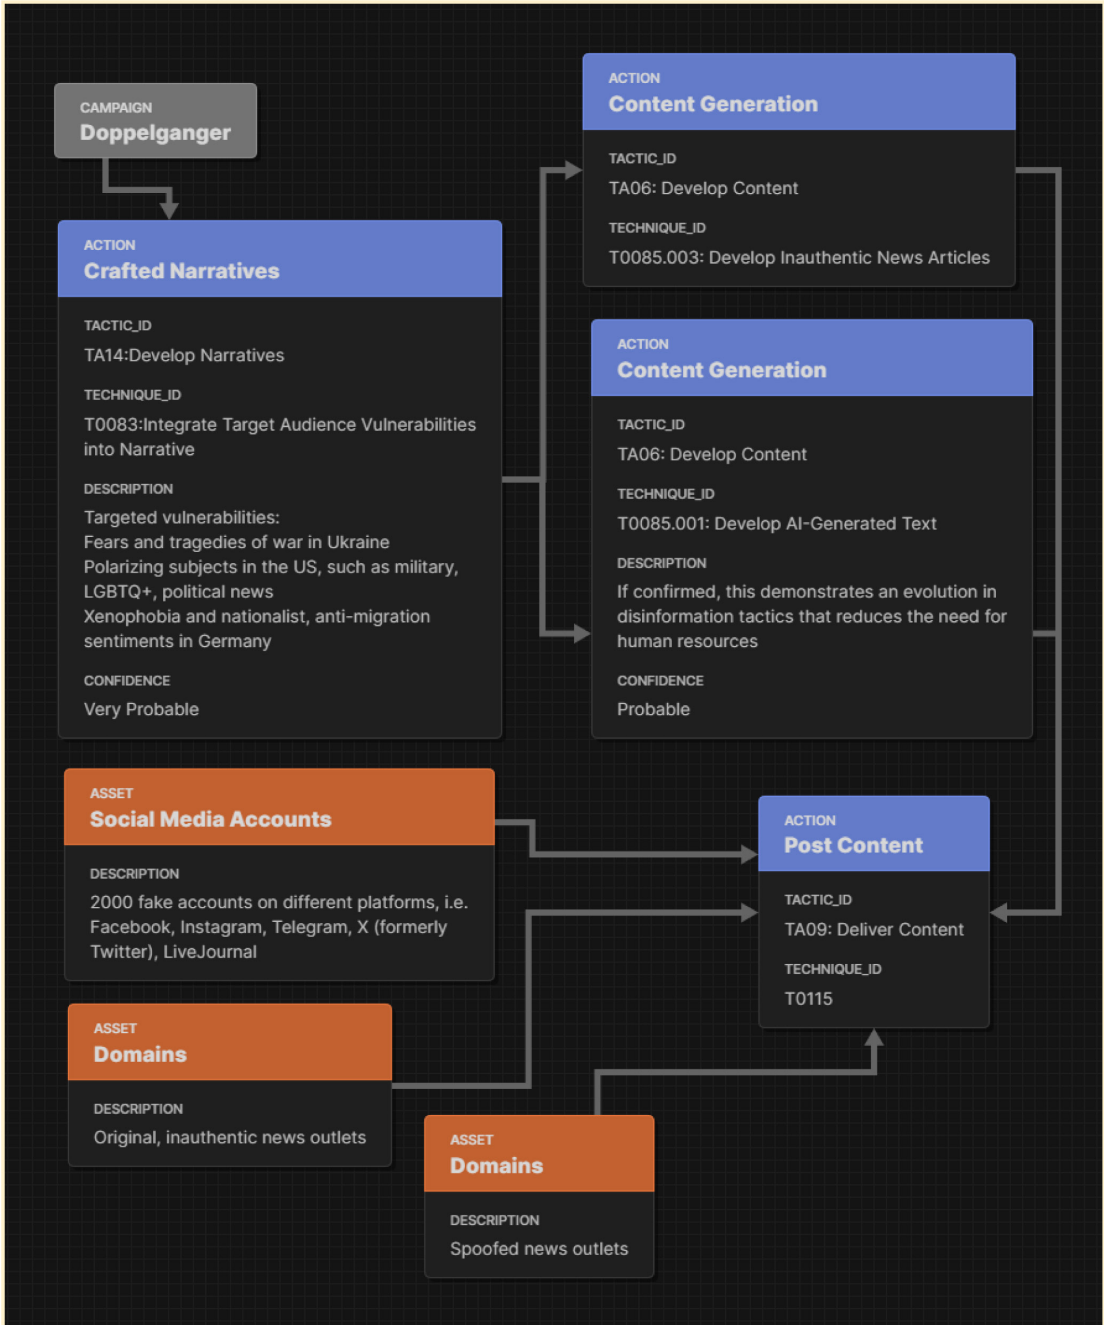 CAMPAIGN
Doppelganger
ACTION
Crafted Narratives
TACTIC_ID
TA14:Develop Narratives
TECHNIQUE_ID
T0083:Integrate Target Audience Vulnerabilities
into Narrative
DESCRIPTION
Targeted vulnerabilities:
Fears and tragedies of war in Ukraine
Polarizing subjects in the US, such as military,
LGBTQ+, political news
Xenophobia and nationalist, anti-migration
sentiments in Germany
CONFIDENCE
Very Probable
ACTION
Content Generation
TACTIC_ID
TA06: Develop Content
TECHNIQUE_ID
T0085.003: Develop Inauthentic News Articles
ACTION
Content Generation
TACTIC_ID
TA06: Develop Content
TECHNIQUE_ID
T0085.001: Develop AI-Generated Text
DESCRIPTION
If confirmed, this demonstrates an evolution in
disinformation tactics that reduces the need for
human resources
CONFIDENCE
Probable
ASSET
Social Media Accounts
DESCRIPTION
2000 fake accounts on different platforms, i.e.
Facebook, Instagram, Telegram, X (formerly
Twitter), LiveJournal
ACTION
Post Content
TACTIC_ID
TA09: Deliver Content
TECHNIQUE_ID
T0115
ASSET
Domains
DESCRIPTION
Original, inauthentic news outlets
ASSET
Domains
DESCRIPTION
Spoofed news outlets